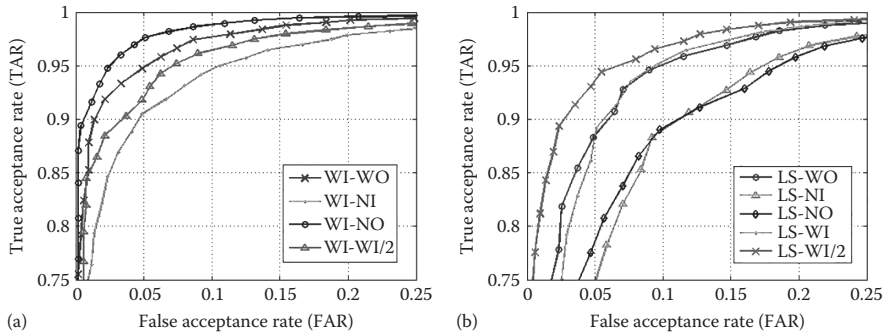 1
0.95
0.9
0.85
0.8
0.75
True acceptance rate (TAR)
0
0.05
0.1
0.15
0.2
0.25
False acceptance rate (FAR)
WI-WO
WI-NI
WI-NO
WI-WI/2
(a)
1
0.95
0.9
0.85
0.8
0.75
True acceptance rate (TAR)
0
0.05
0.1
0.15
0.2
0.25
False acceptance rate (FAR)
LS-WO
LS-NI
LS-NO
LS-WI
LS-WI/2
(b)